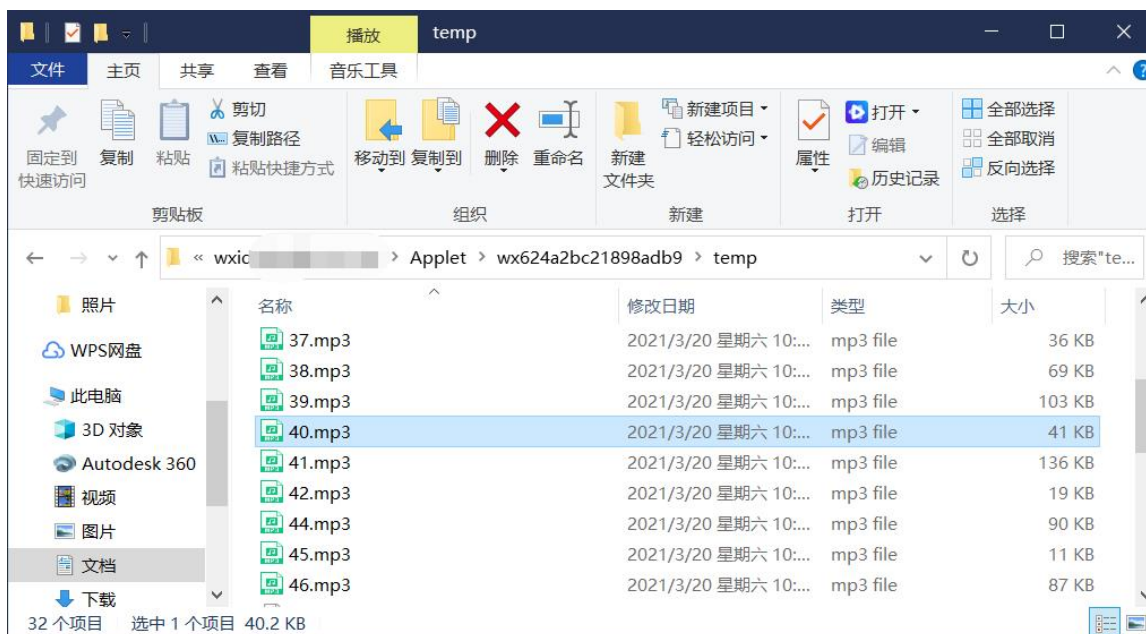 播放 temp
文件 主页 共享 查看 音乐工具
固定到
快速访问
复制
粘贴
剪切
复制路径
粘贴快捷方式
剪贴板
移动到 复制到 删除 重命名
组织
新建
文件夹
新建项目
轻松访问
新建
属性
打开
编辑
历史记录
打开
全部选择
全部取消
反向选择
选择
« wxic > Applet > wx624a2bc21898adb9 > temp
搜索"te...
照片
WPS网盘
此电脑
3D 对象
Autodesk 360
视频
图片
文档
下载
名称 修改日期 类型 大小
37.mp3 2021/3/20 星期六 10:... mp3 file 36 KB
38.mp3 2021/3/20 星期六 10:... mp3 file 69 KB
39.mp3 2021/3/20 星期六 10:... mp3 file 103 KB
40.mp3 2021/3/20 星期六 10:... mp3 file 41 KB
41.mp3 2021/3/20 星期六 10:... mp3 file 136 KB
42.mp3 2021/3/20 星期六 10:... mp3 file 19 KB
44.mp3 2021/3/20 星期六 10:... mp3 file 90 KB
45.mp3 2021/3/20 星期六 10:... mp3 file 11 KB
46.mp3 2021/3/20 星期六 10:... mp3 file 87 KB
32 个项目 选中 1 个项目 40.2 KB